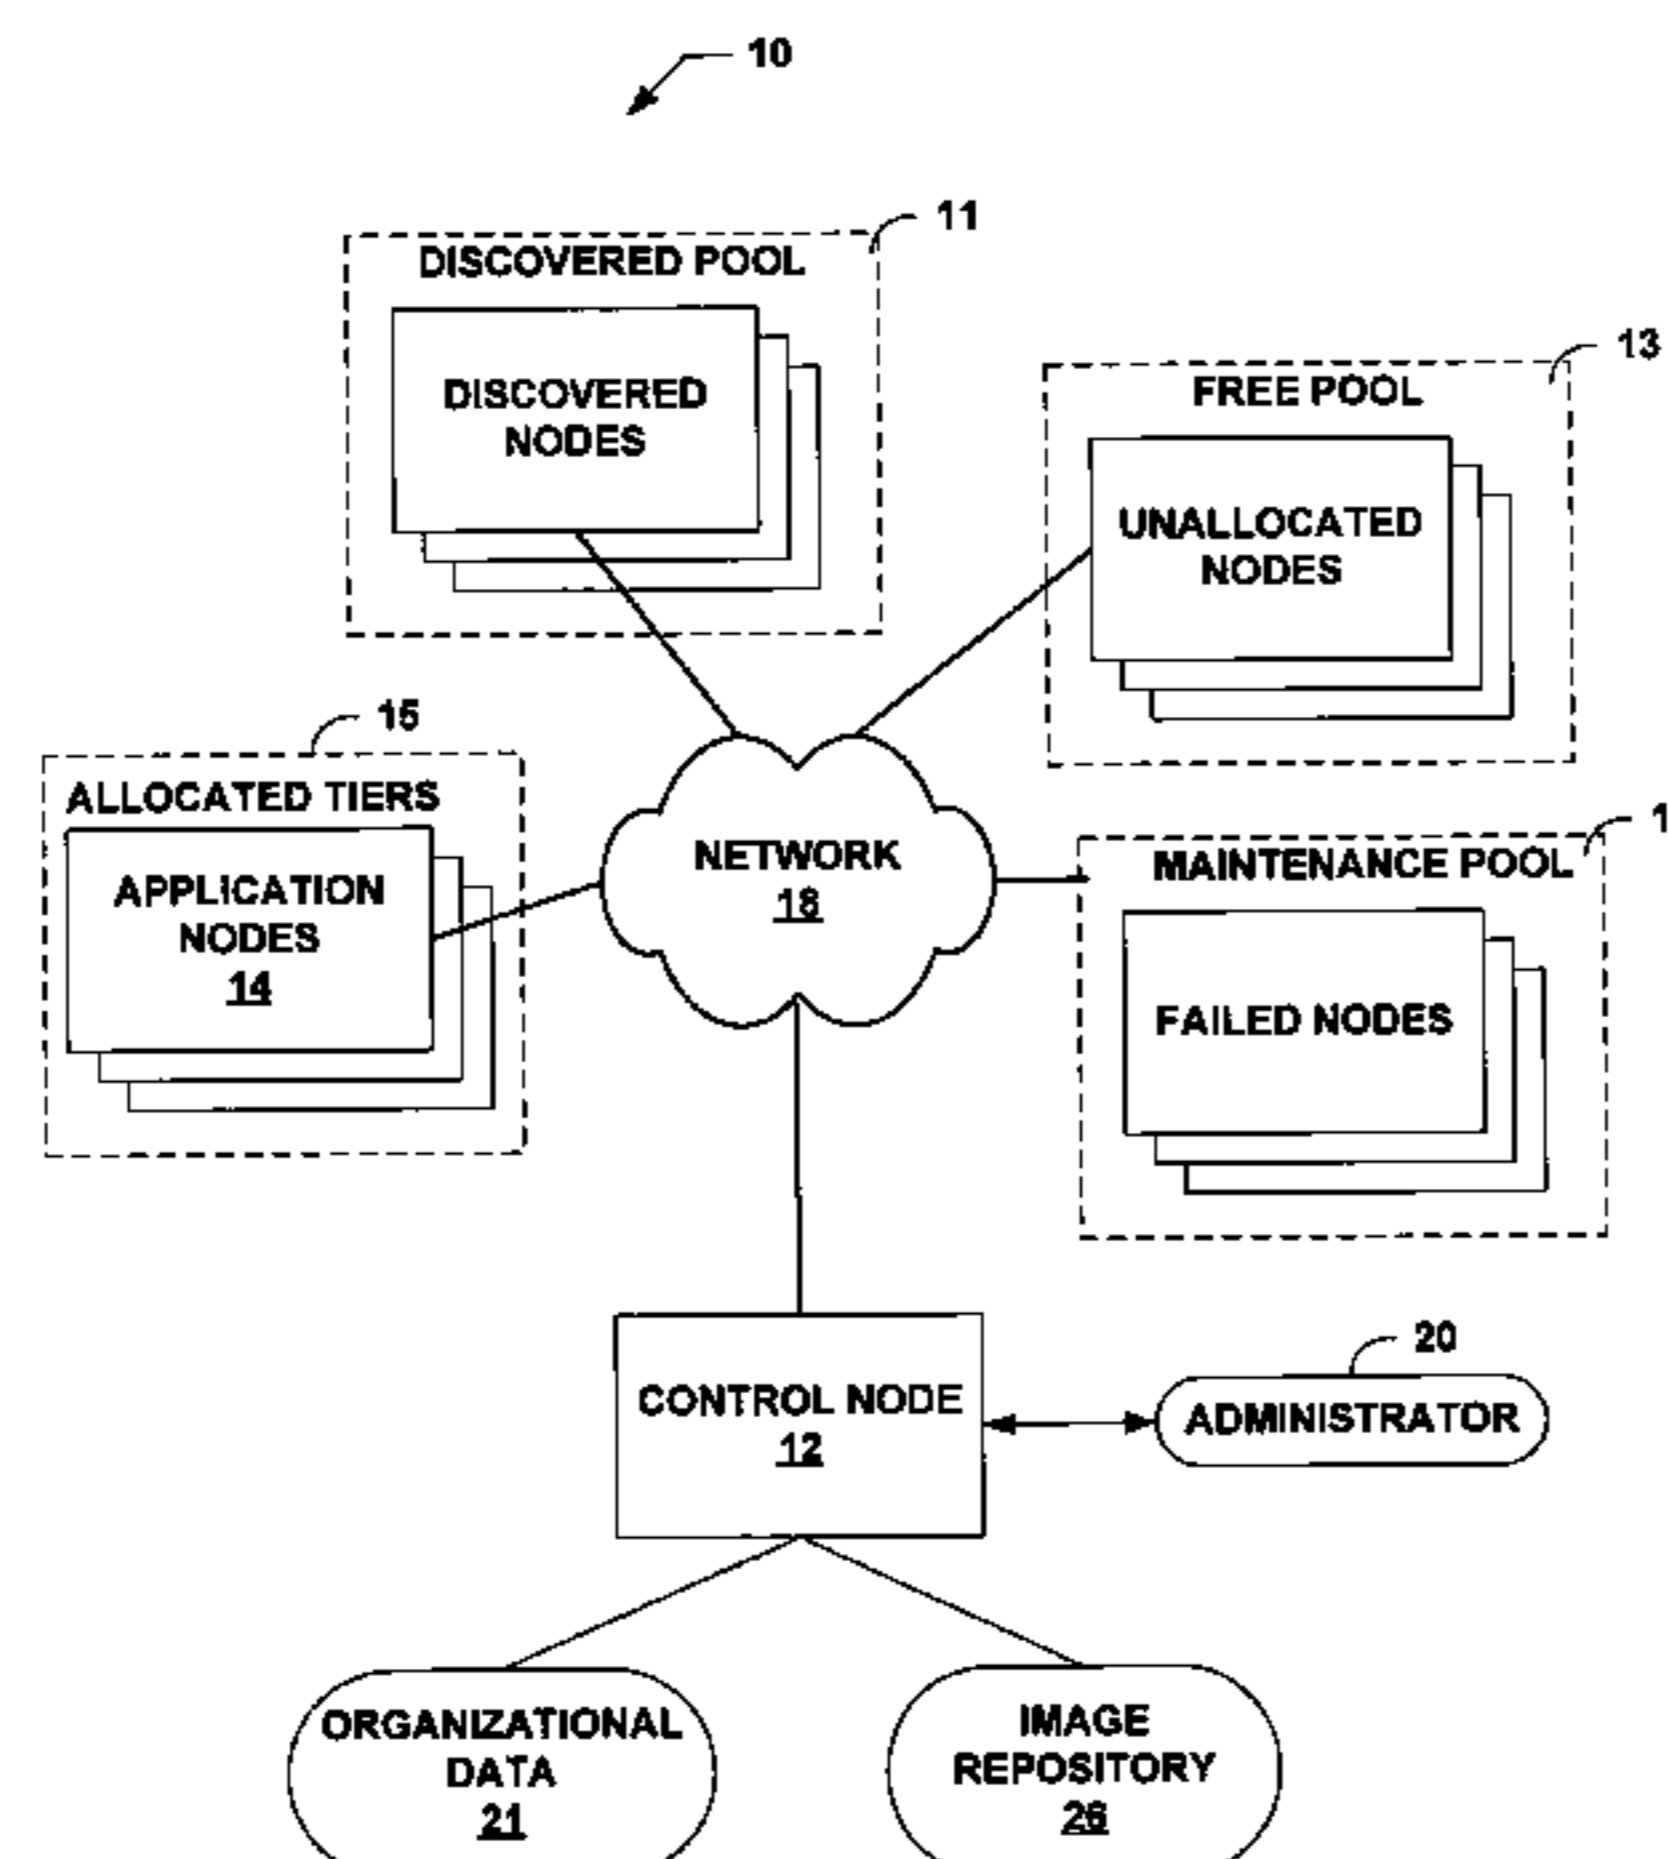 10
11
DISCOVERED POOL
DISCOVERED
NODES
13
FREE POOL
UNALLOCATED
NODES
15
ALLOCATED TIERS
APPLICATION
NODES
14
NETWORK
18
1
MAINTENANCE POOL
FAILED NODES
CONTROL NODE
12
20
ADMINISTRATOR
ORGANIZATIONAL
DATA
21
IMAGE
REPOSITORY
26